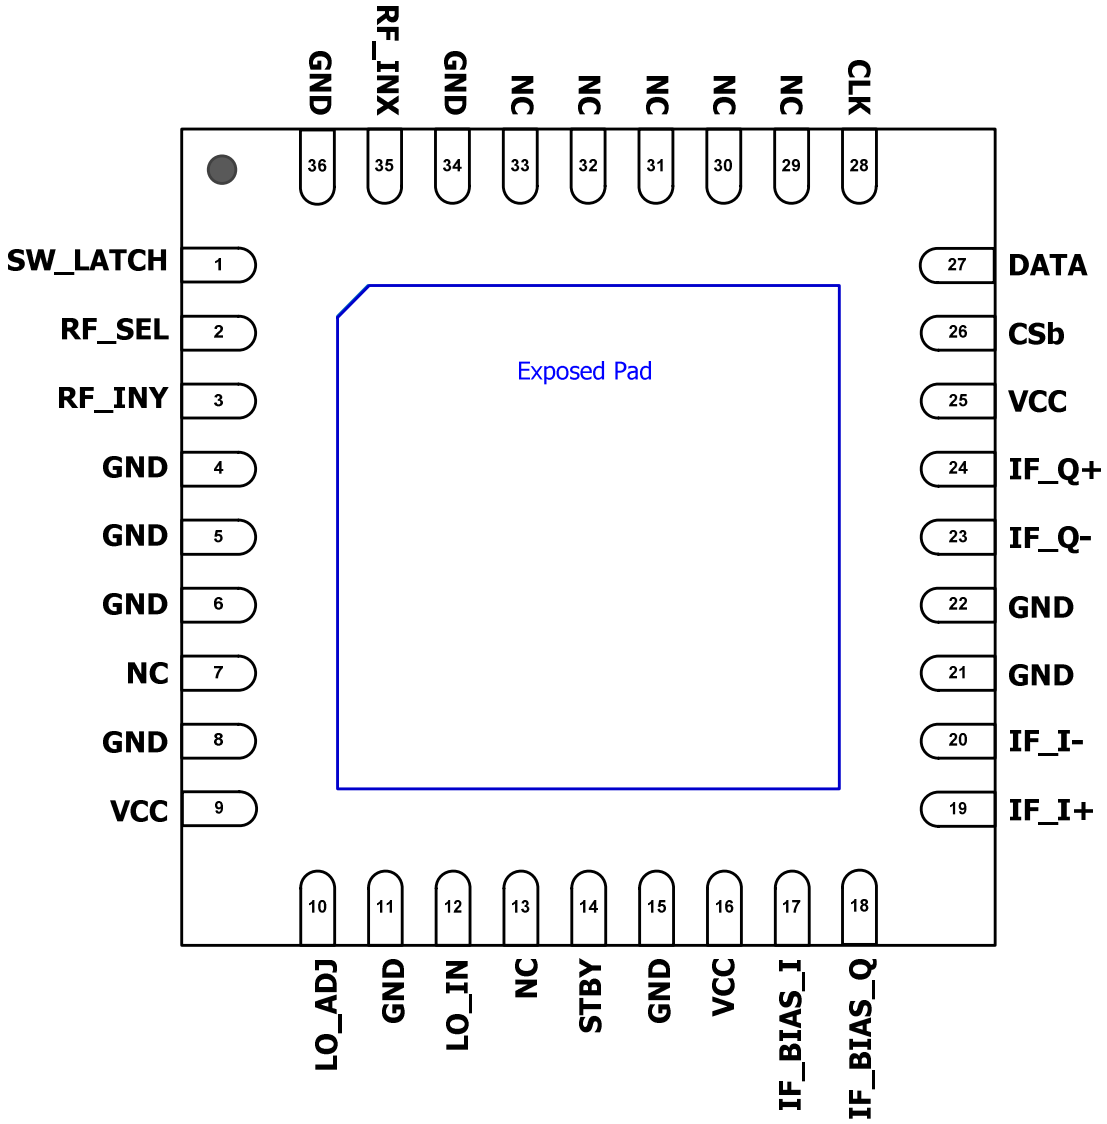 GND
RF_INX
GND
NC
NC
NC
NC
NC
CLK
36
35
34
33
32
31
30
29
28
SW_LATCH 1
RF_SEL 2
RF_INY 3
GND 4
GND 5
GND 6
NC 7
GND 8
VCC 9
Exposed Pad
27 DATA
26 CSb
25 VCC
24 IF_Q+
23 IF_Q-
22 GND
21 GND
20 IF_I-
19 IF_I+
10
11
12
13
14
15
16
17
18
LO_ADJ
GND
LO_IN
NC
STBY
GND
VCC
IF_BIAS_I
IF_BIAS_Q